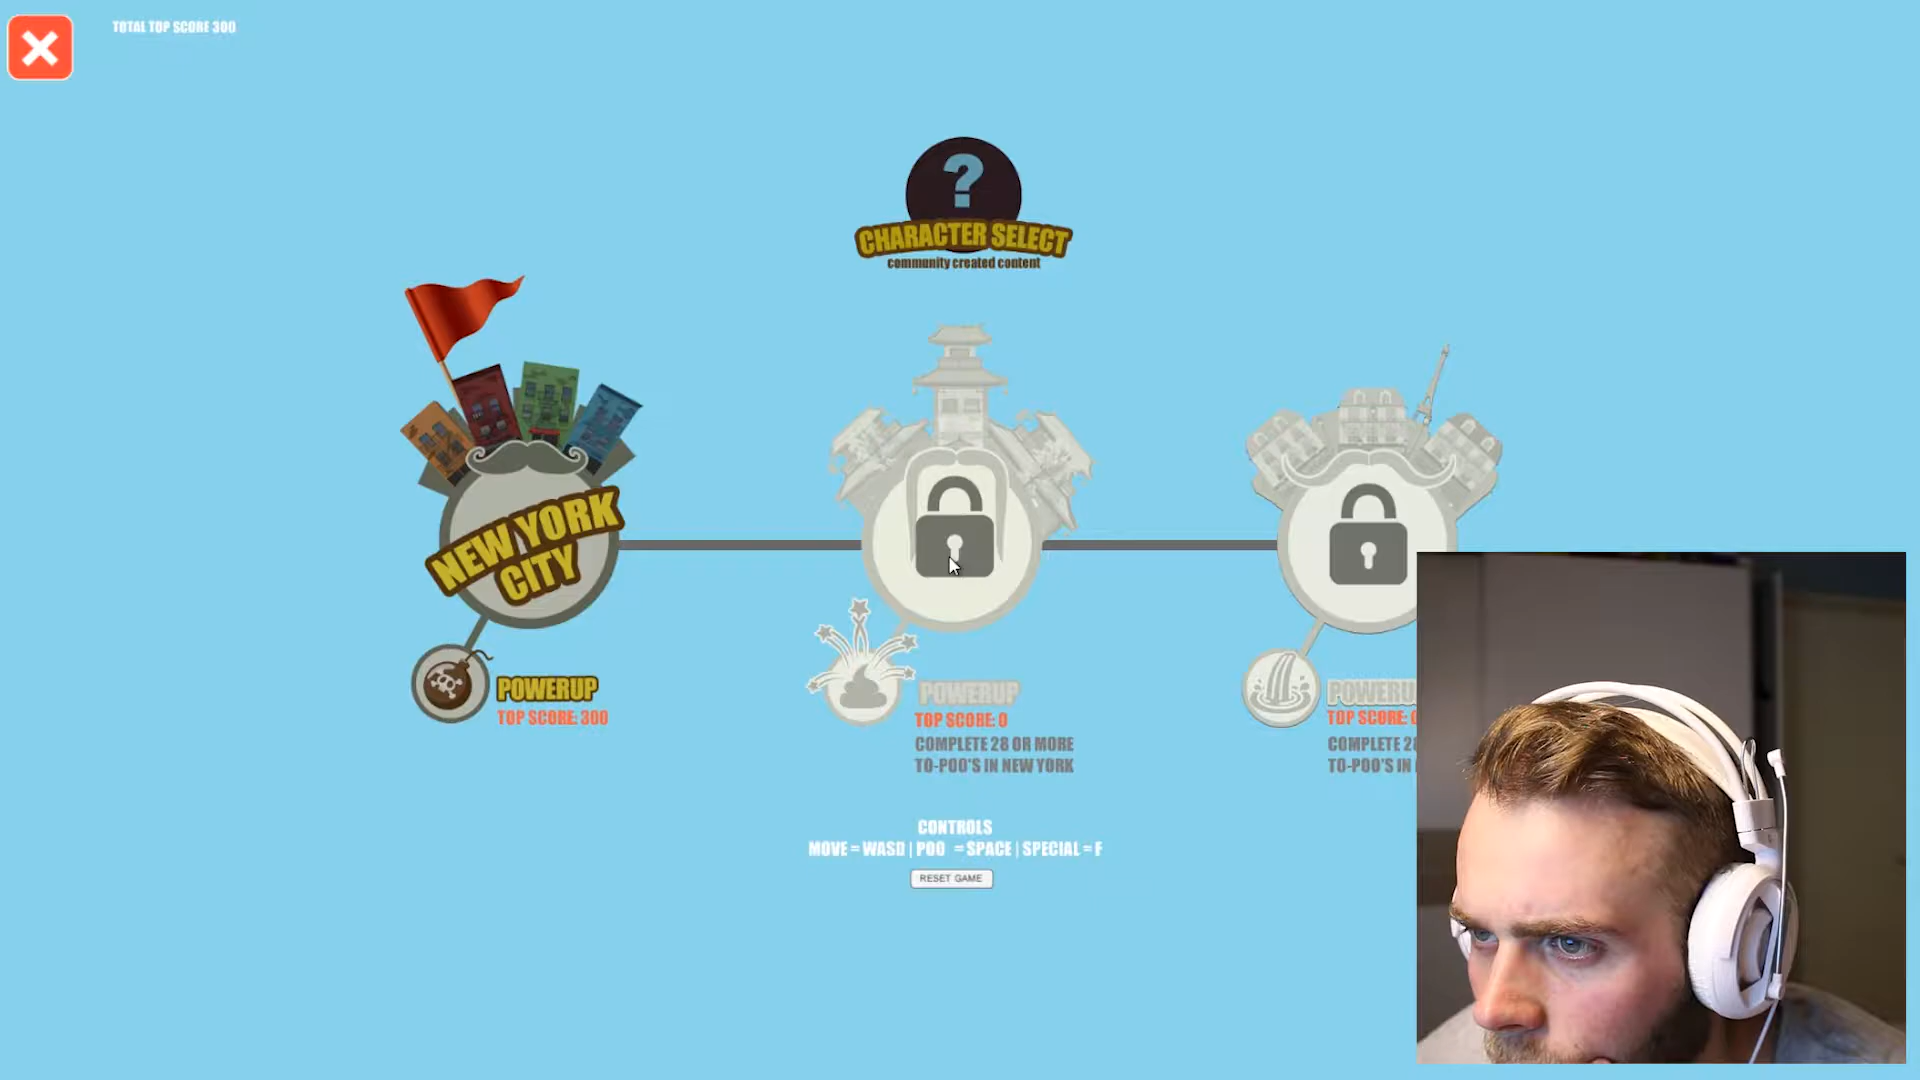 TOTAL TOP SCORE 300
?
CHARACTER SELECT
community created content
NEW YORK
CITY
POWERUP
TOP SCORE: 300
POWERUP
TOP SCORE: 0
COMPLETE 28 OR MORE
TO-POO'S IN NEW YORK
POWERU
TOP SCORE:
COMPLETE
TO-POO'S IN
CONTROLS
MOVE = WASD | POO = SPACE | SPECIAL = F
RESET GAME